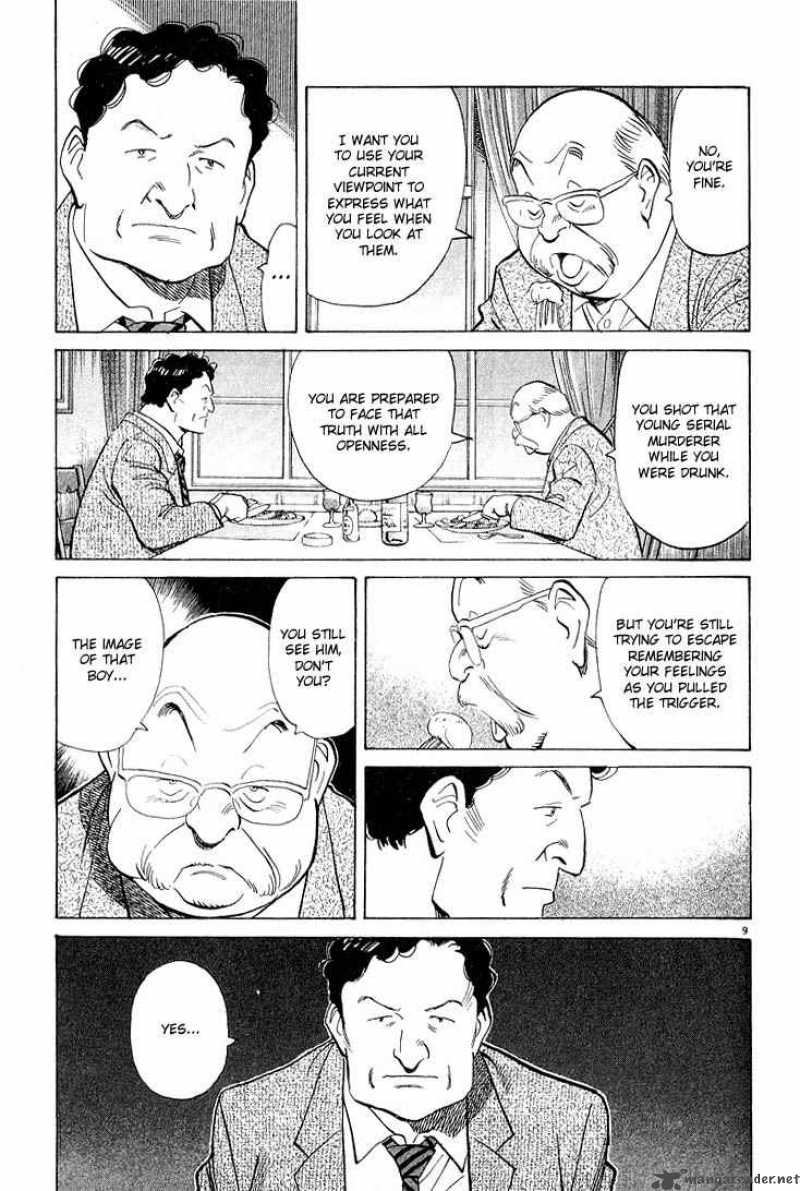 NO,
YOU'RE
FINE.
I WANT YOU
TO USE YOUR
CURRENT
VIEWPOINT TO
EXPRESS WHAT
YOU FEEL WHEN
YOU LOOK AT
THEM.
...
YOU SHOT THAT
YOUNG SERIAL
MURDERER
WHILE YOU
WERE DRUNK.
YOU ARE PREPARED
TO FACE THAT
TRUTH WITH ALL
OPENNESS.
BUT YOU'RE STILL
TRYING TO ESCAPE
REMEMBERING
YOUR FEELINGS
AS YOU PULLED
THE TRIGGER.
YOU STILL
SEE HIM,
DON'T
YOU?
THE IMAGE
OF THAT
BOY...
9
YES...
mangareader.net